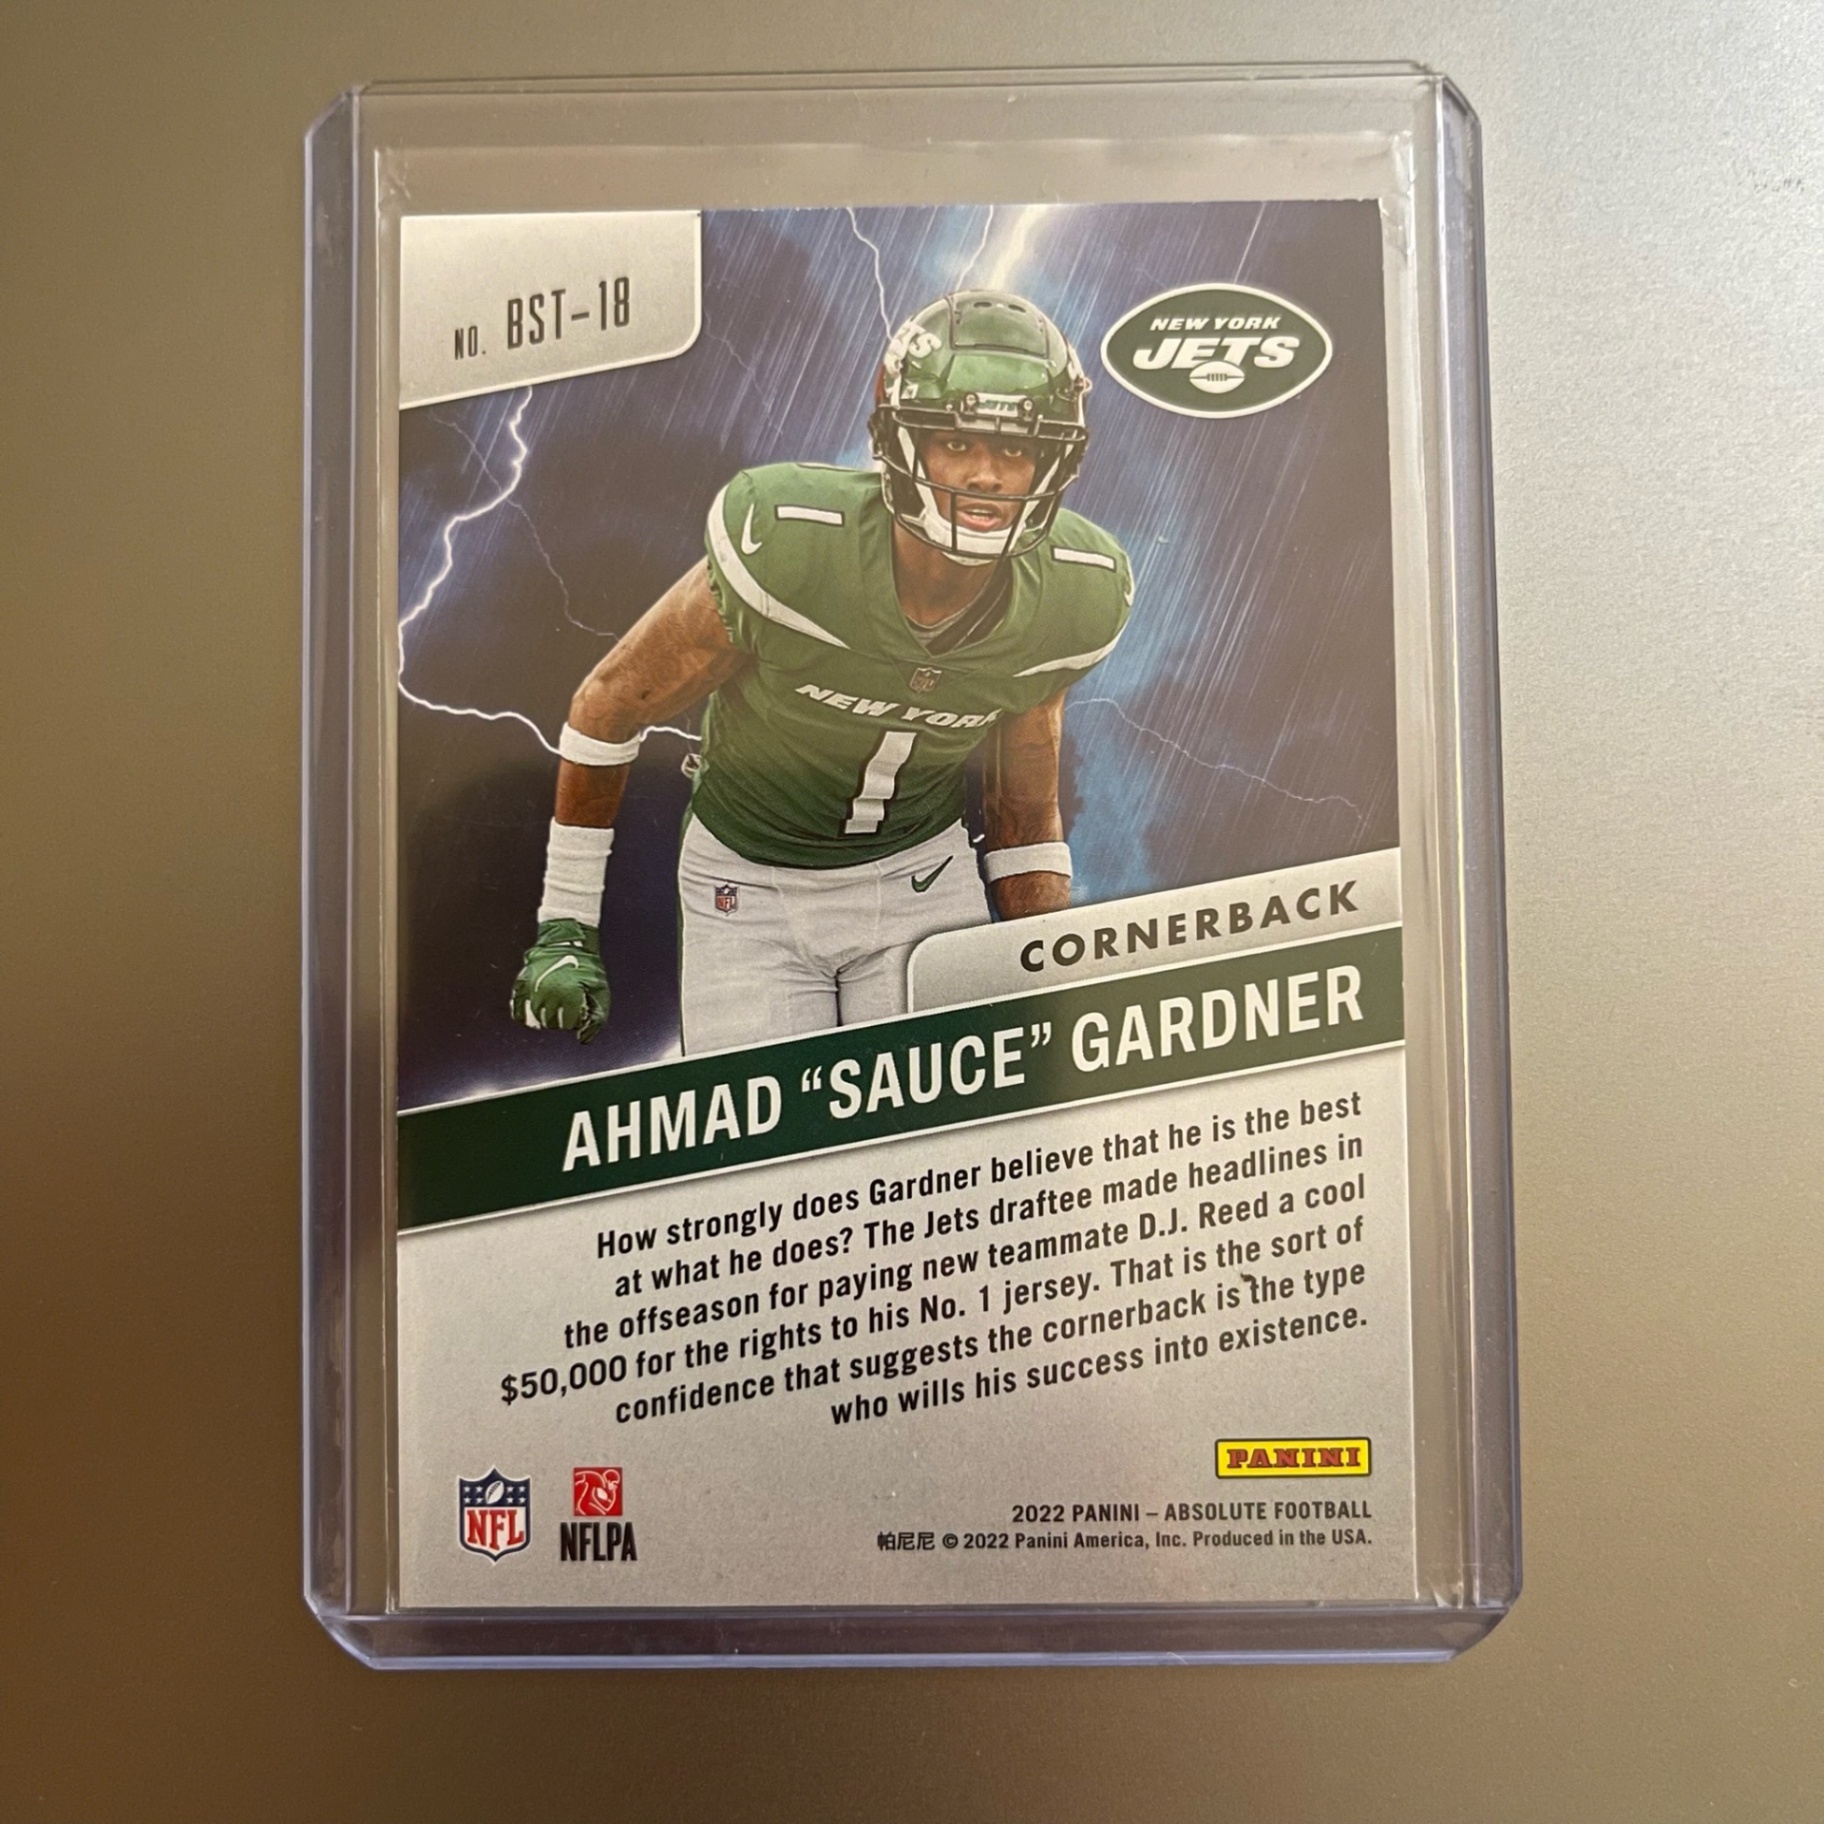 NO. BST-18
NEW YORK
JETS
JETS
1
1
NEW YORK
1
NFL
CORNERBACK
AHMAD “SAUCE” GARDNER
How strongly does Gardner believe that he is the best
at what he does? The Jets draftee made headlines in
the offseason for paying new teammate D.J. Reed a cool
$50,000 for the rights to his No. 1 jersey. That is the sort of
confidence that suggests the cornerback is the type
who wills his success into existence.
PANINI
NFL
NFLPA
2022 PANINI – ABSOLUTE FOOTBALL
帕尼尼 © 2022 Panini America, Inc. Produced in the USA.